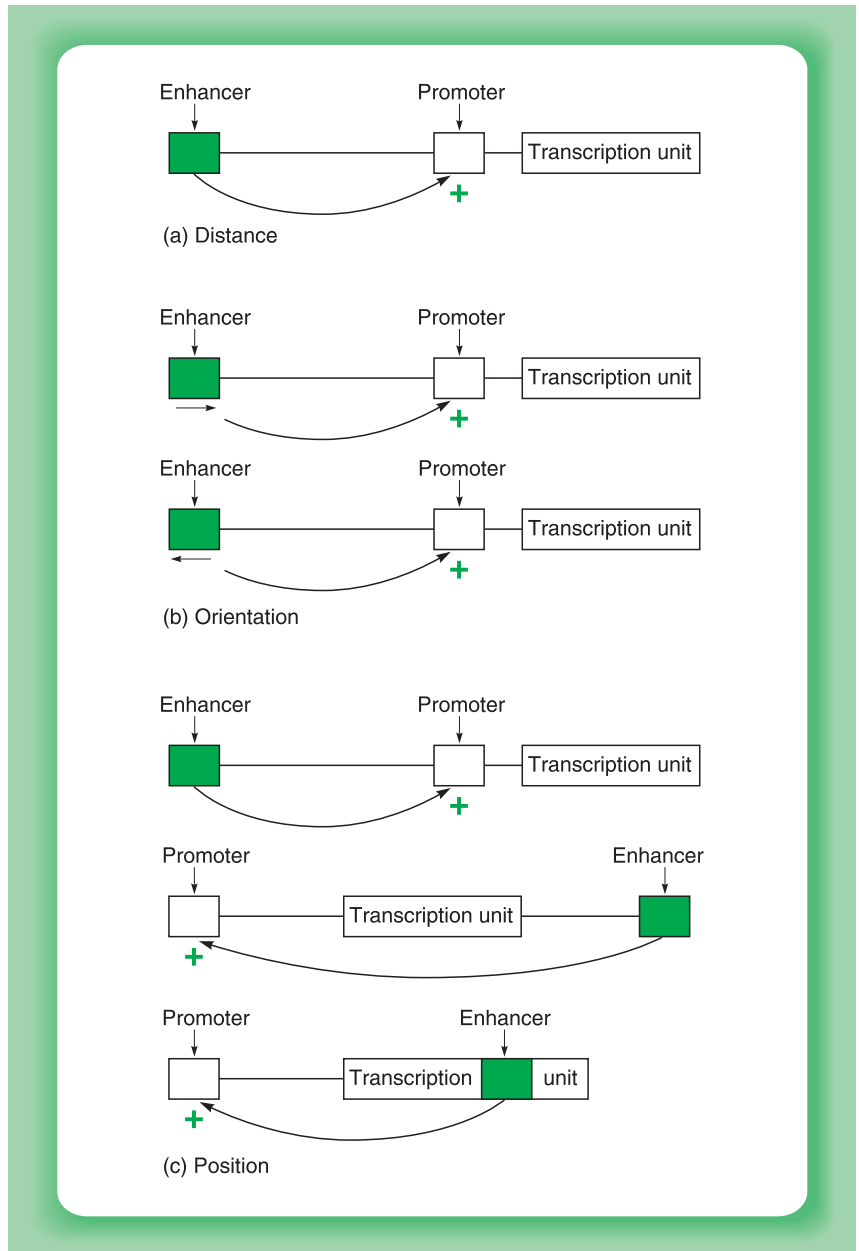 Enhancer Promoter
Transcription unit
+
(a) Distance
Enhancer Promoter
Transcription unit
+
Enhancer Promoter
Transcription unit
+
(b) Orientation
Enhancer Promoter
Transcription unit
+
Promoter Enhancer
Transcription unit
+
Promoter Enhancer
Transcription unit
+
(c) Position